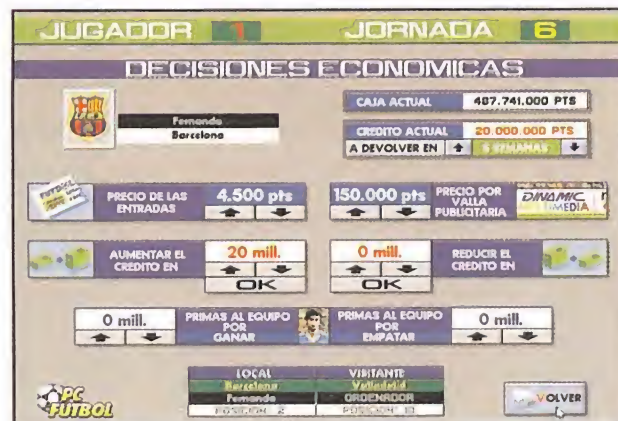 JUGADOR 1 JORNADA 6
DECISIONES ECONOMICAS
Fernando
Barcelona
CAJA ACTUAL 487.741.000 PTS
CREDITO ACTUAL 20.000.000 PTS
A DEVOLVER EN SEMANAS
PRECIO DE LAS ENTRADAS
4.500 pts
150.000 pts
PRECIO POR VALLA PUBLICITARIA
DINAMIC
AUMENTAR EL CREDITO EN
20 mill.
OK
0 mill.
OK
REDUCIR EL CREDITO EN
0 mill.
PRIMAS AL EQUIPO POR GANAR
PRIMAS AL EQUIPO POR EMPATAR
0 mill.
LOCAL VISITANTE
Barcelona Valladolid
Fernando ORDENADOR
POSICION 2 POSICION 10
PC FUTBOL
VOLVER